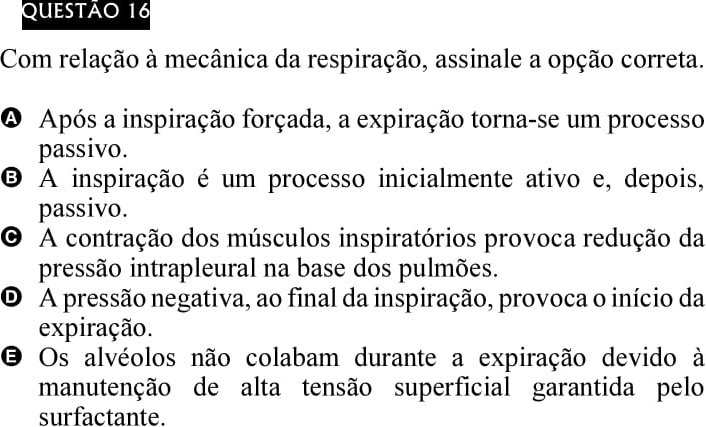 QUESTÃO 16
Com relação à mecânica da respiração, assinale a opção correta.
A Após a inspiração forçada, a expiração torna-se um processo
passivo.
B A inspiração é um processo inicialmente ativo e, depois,
passivo.
C A contração dos músculos inspiratórios provoca redução da
pressão intrapleural na base dos pulmões.
D A pressão negativa, ao final da inspiração, provoca o início da
expiração.
E Os alvéolos não colabam durante a expiração devido à
manutenção de alta tensão superficial garantida pelo
surfactante.